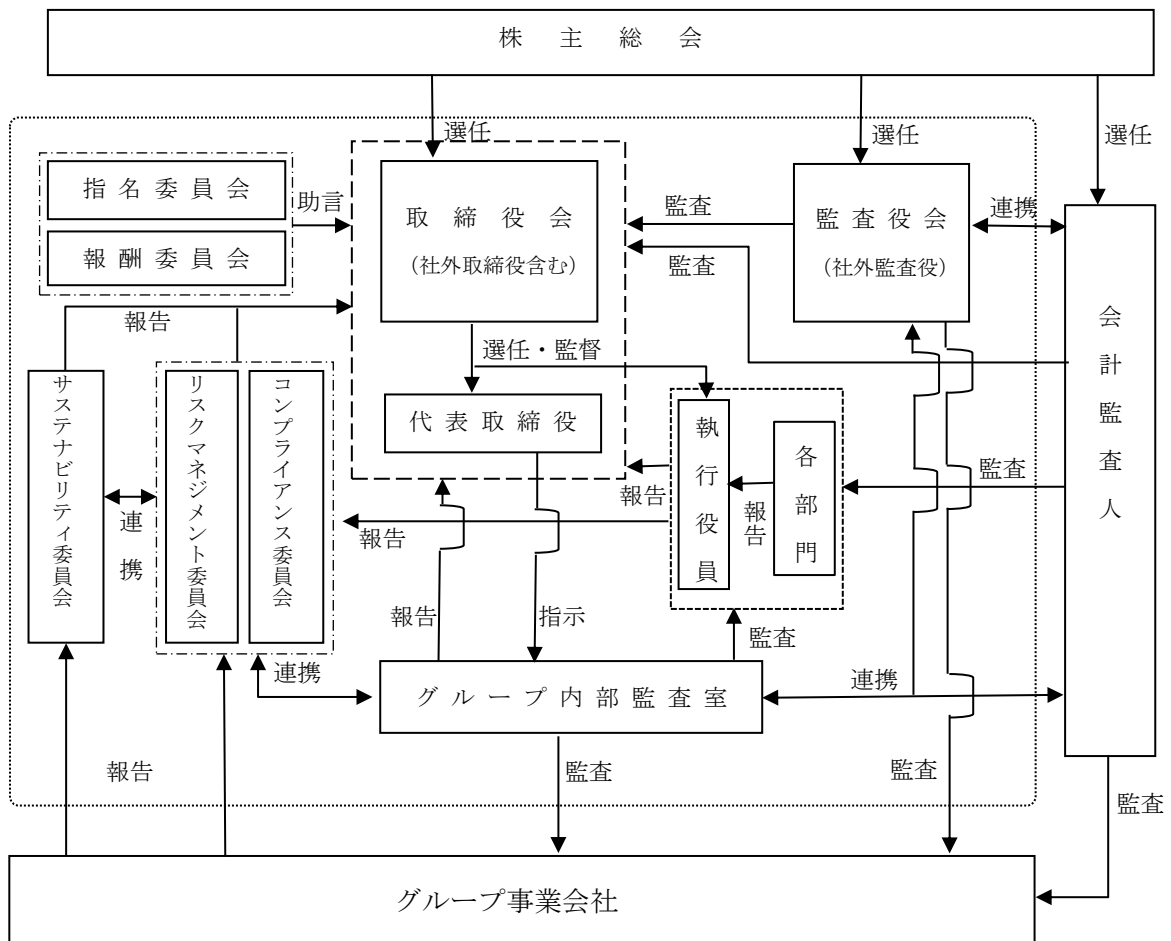 株主総会
選任
選任
選任
指名委員会
報酬委員会
助言
取締役会
(社外取締役含む)
監査
監査
監査役会
(社外監査役)
連携
会計監査人
報告
選任・監督
代表取締役
サステナビリティ委員会
連携
リスクマネジメント委員会
コンプライアンス委員会
執行役員
報告
各部門
報告
報告
監査
報告
指示
監査
連携
グループ内部監査室
連携
報告
監査
監査
監査
グループ事業会社